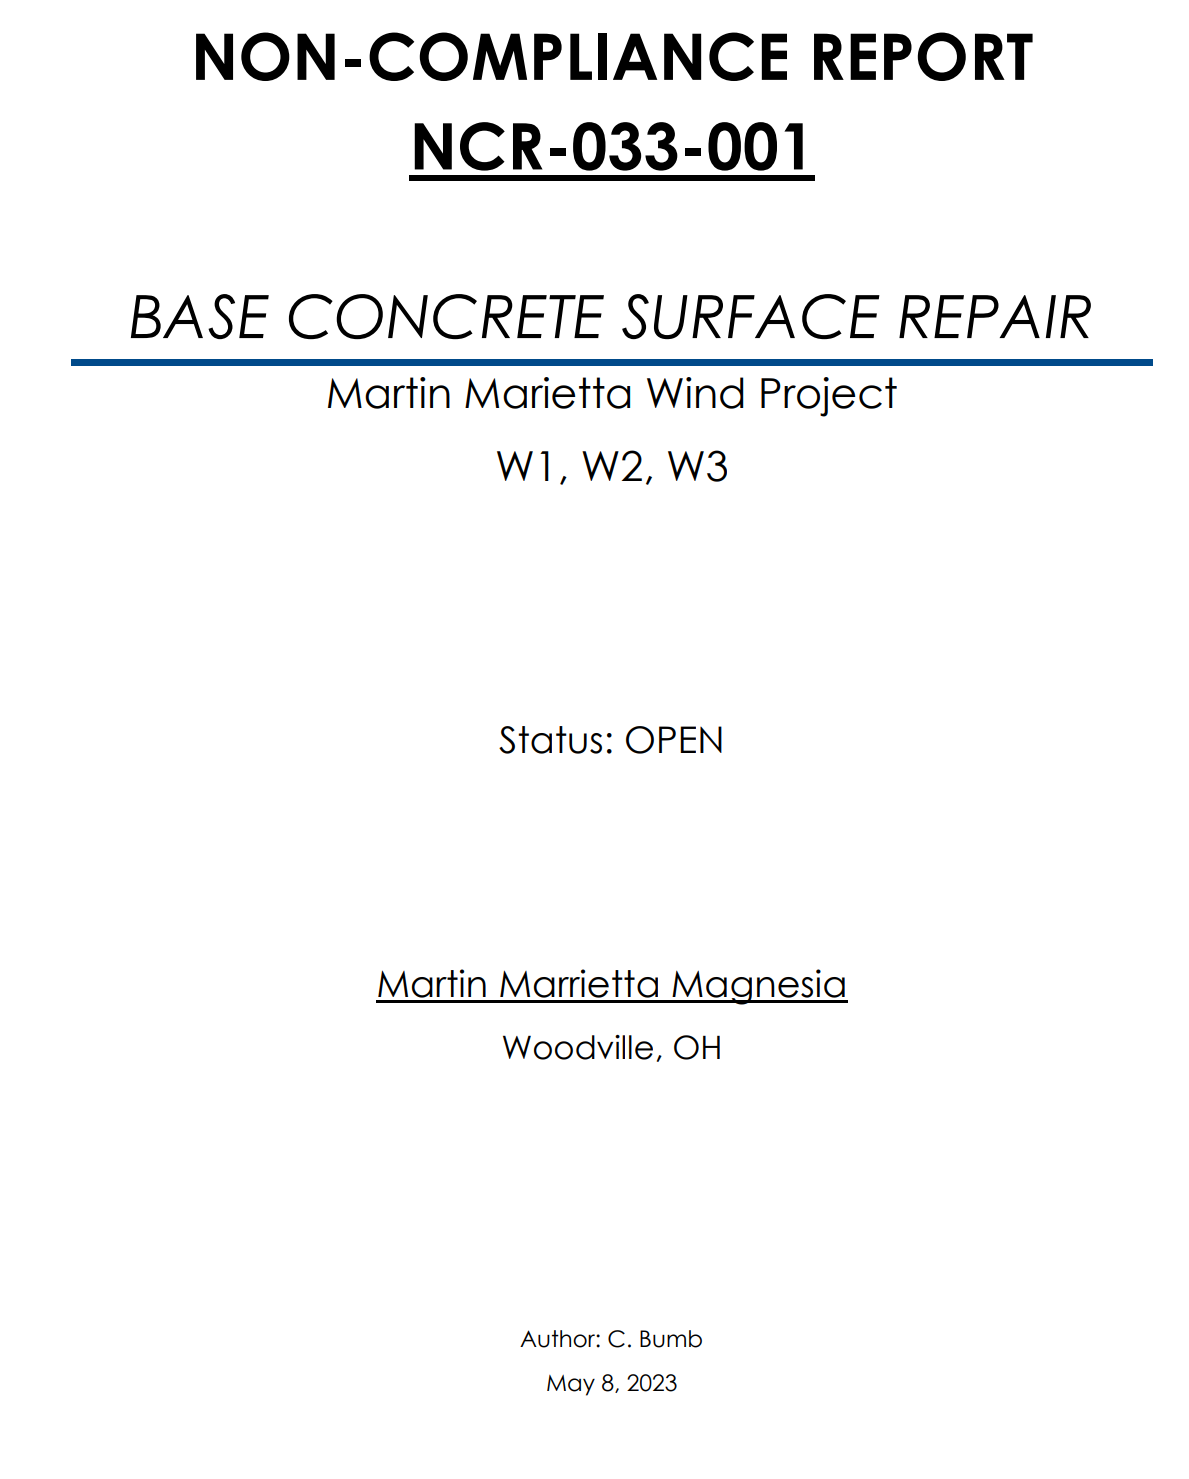 NON-COMPLIANCE REPORT
NCR-033-001
BASE CONCRETE SURFACE REPAIR
Martin Marietta Wind Project
W1, W2, W3
Status: OPEN
Martin Marrietta Magnesia
Woodville, OH
Author: C. Bumb
May 8, 2023